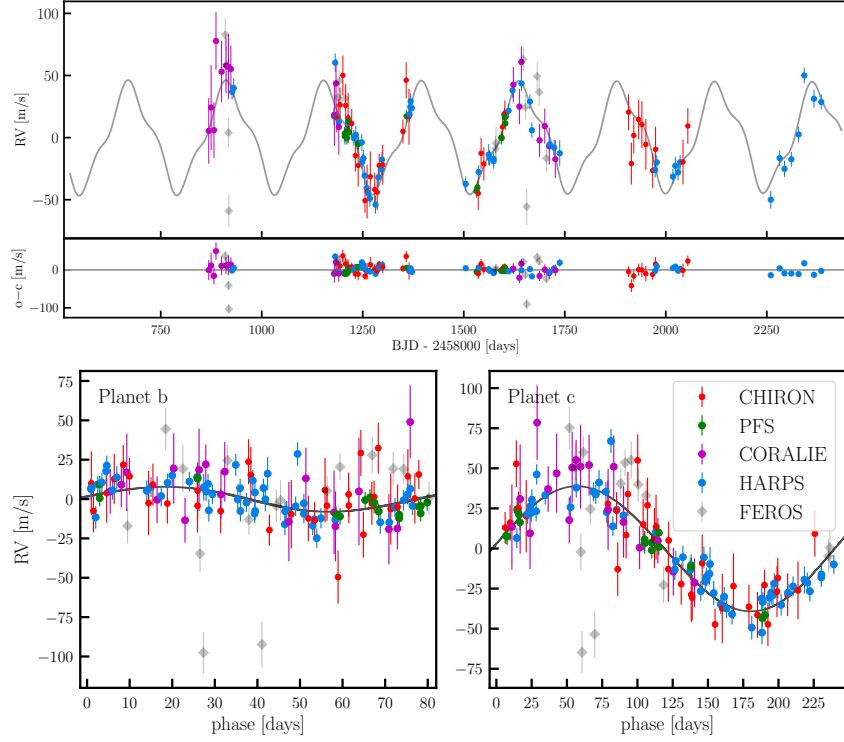 100
50
0
−50
RV [m/s]
0
−100
o−c [m/s]
750 1000 1250 1500 1750 2000 2250
BJD - 2458000 [days]
Planet b
75
50
25
0
−25
−50
−75
−100
RV [m/s]
0 10 20 30 40 50 60 70 80
phase [days]
Planet c
100
75
50
25
0
−25
−50
−75
0 25 50 75 100 125 150 175 200 225
phase [days]
CHIRON
PFS
CORALIE
HARPS
FEROS